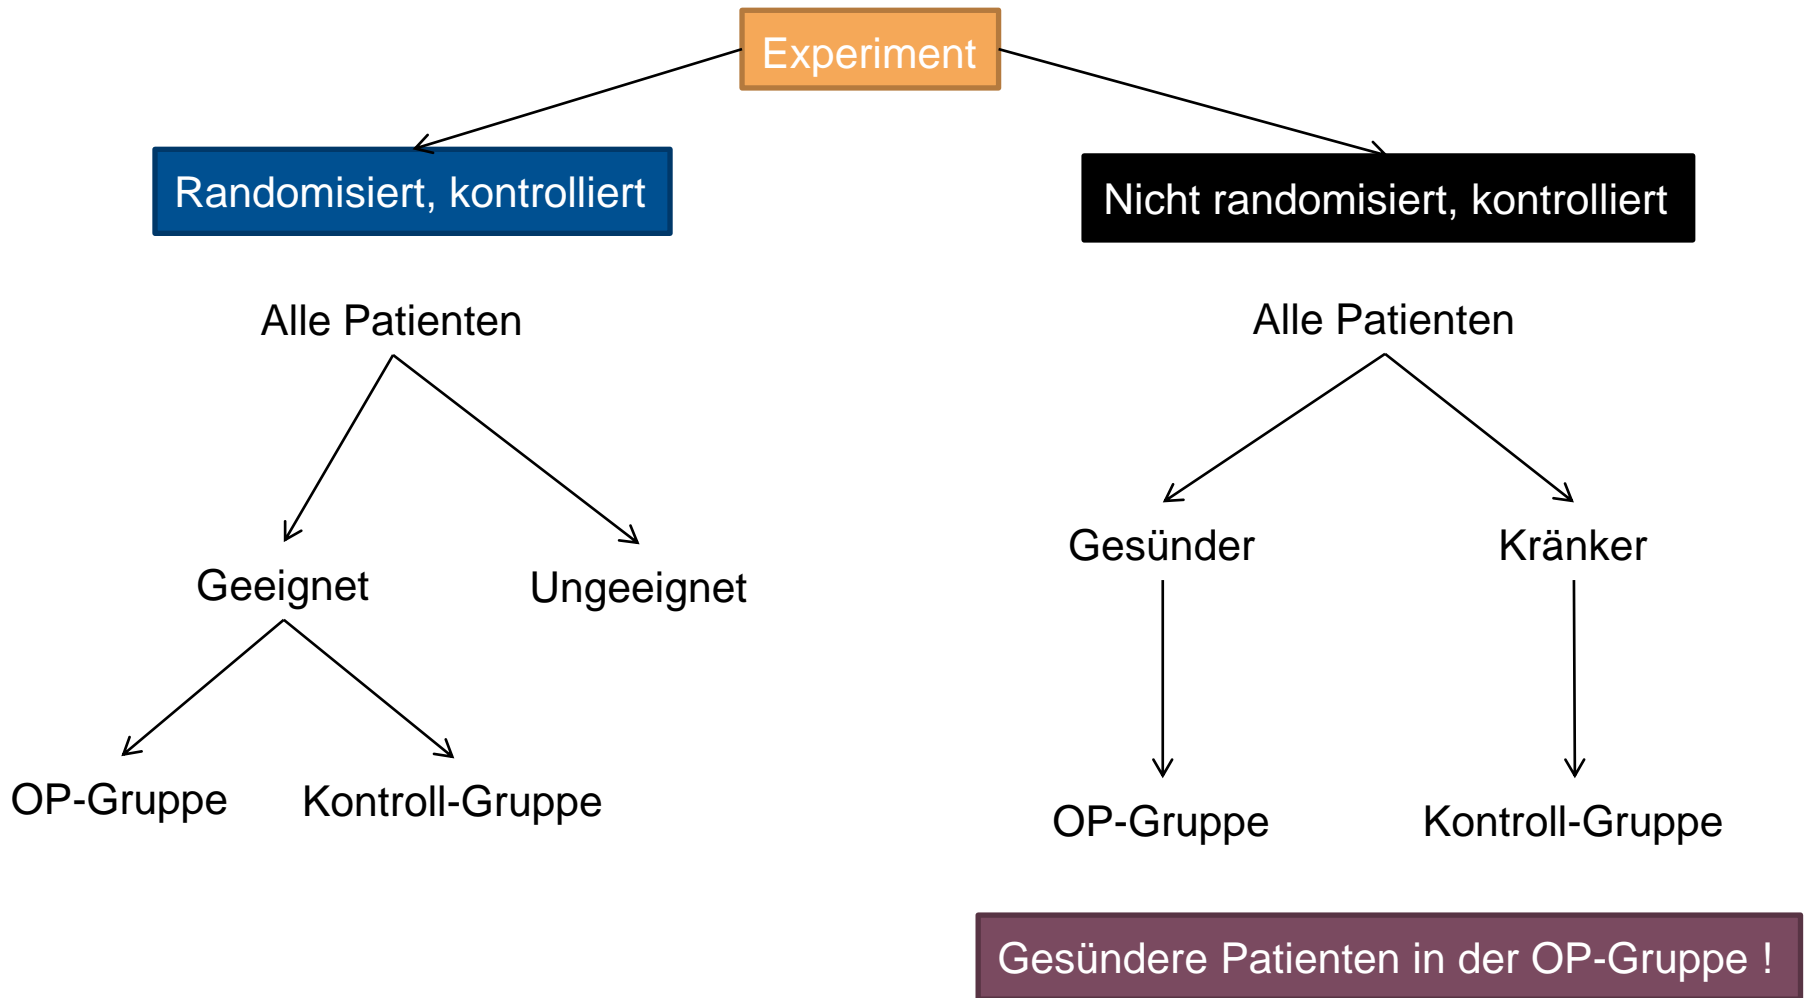 Experiment
Randomisiert, kontrolliert
Alle Patienten
Geeignet
Ungeeignet
OP-Gruppe
Kontroll-Gruppe
Nicht randomisiert, kontrolliert
Alle Patienten
Gesünder
Kränker
OP-Gruppe
Kontroll-Gruppe
Gesündere Patienten in der OP-Gruppe !